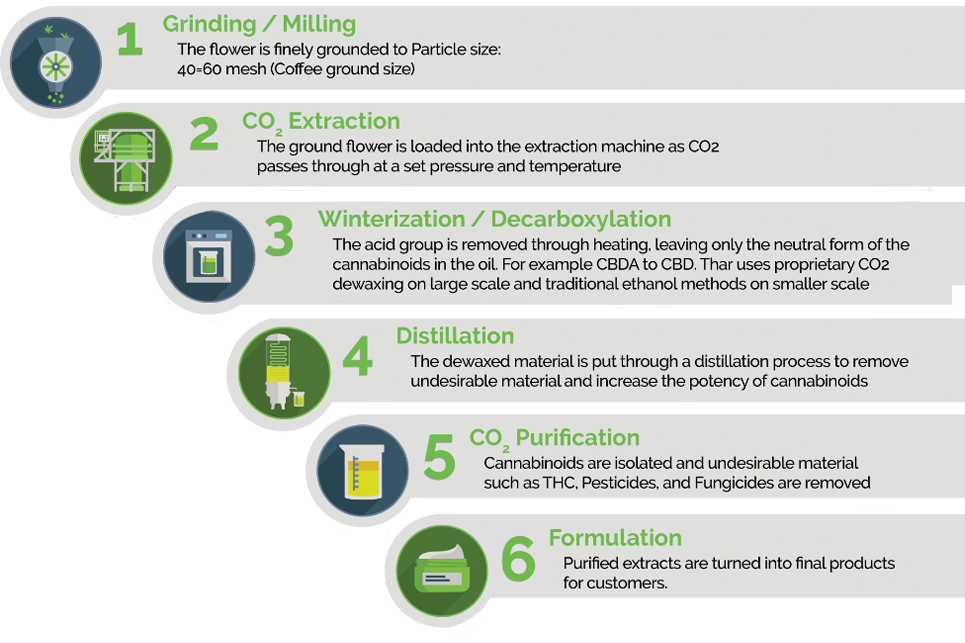 1
Grinding / Milling
The flower is finely grounded to Particle size:
40=60 mesh (Coffee ground size)
2
CO2 Extraction
The ground flower is loaded into the extraction machine as CO2
passes through at a set pressure and temperature
3
Winterization / Decarboxylation
The acid group is removed through heating, leaving only the neutral form of the
cannabinoids in the oil. For example CBDA to CBD. Thar uses proprietary CO2
dewaxing on large scale and traditional ethanol methods on smaller scale
4
Distillation
The dewaxed material is put through a distillation process to remove
undesirable material and increase the potency of cannabinoids
5
CO2 Purification
Cannabinoids are isolated and undesirable material
such as THC, Pesticides, and Fungicides are removed
6
Formulation
Purified extracts are turned into final products
for customers.